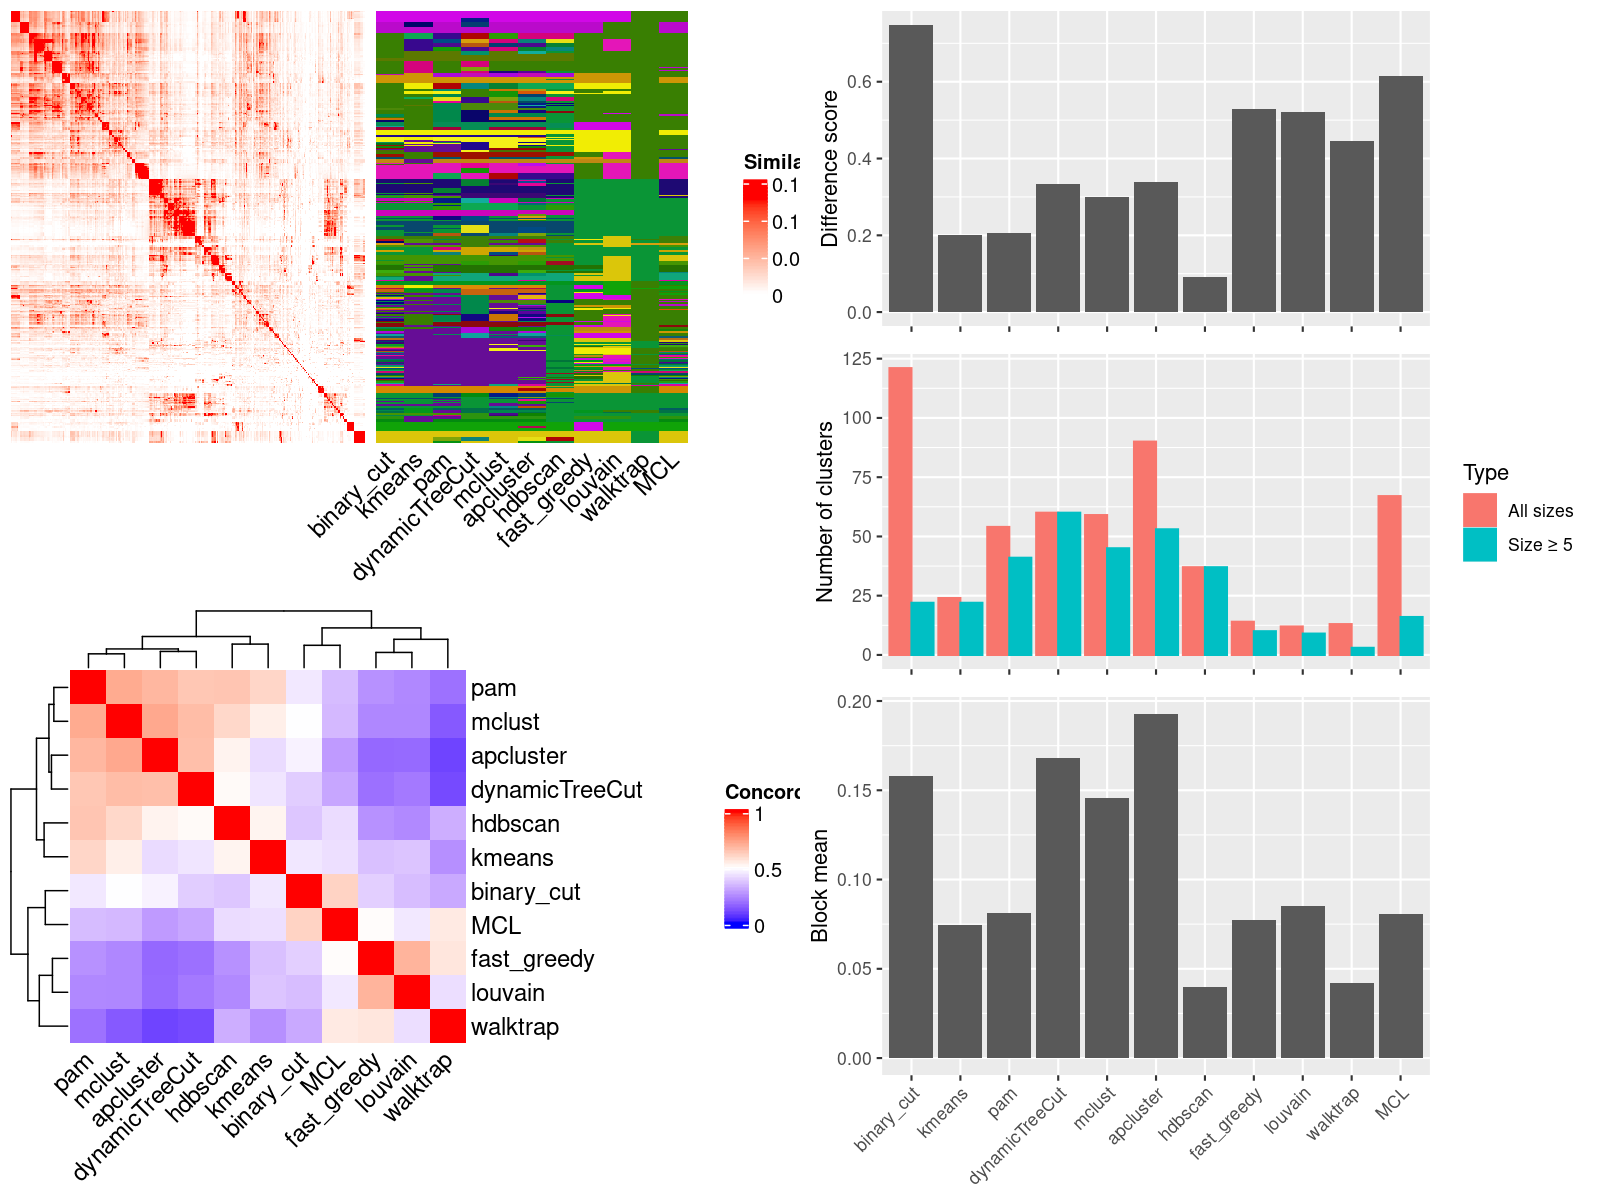 Simila
0.1
0.1
0.0
0
binary_cut
kmeans
pam
dynamicTreeCut
mclust
apcluster
hdbscan
fast_greedy
louvain
walktrap
MCL
pam
mclust
apcluster
dynamicTreeCut
hdbscan
kmeans
binary_cut
MCL
fast_greedy
louvain
walktrap
pam
mclust
apcluster
dynamicTreeCut
hdbscan
kmeans
binary_cut
MCL
fast_greedy
louvain
walktrap
Concord
1
0.5
0
Difference score
0.6
0.4
0.2
0.0
Number of clusters
125
100
75
50
25
0
Type
All sizes
Size ≥ 5
Block mean
0.20
0.15
0.10
0.05
0.00
binary_cut
kmeans
pam
dynamicTreeCut
mclust
apcluster
hdbscan
fast_greedy
louvain
walktrap
MCL